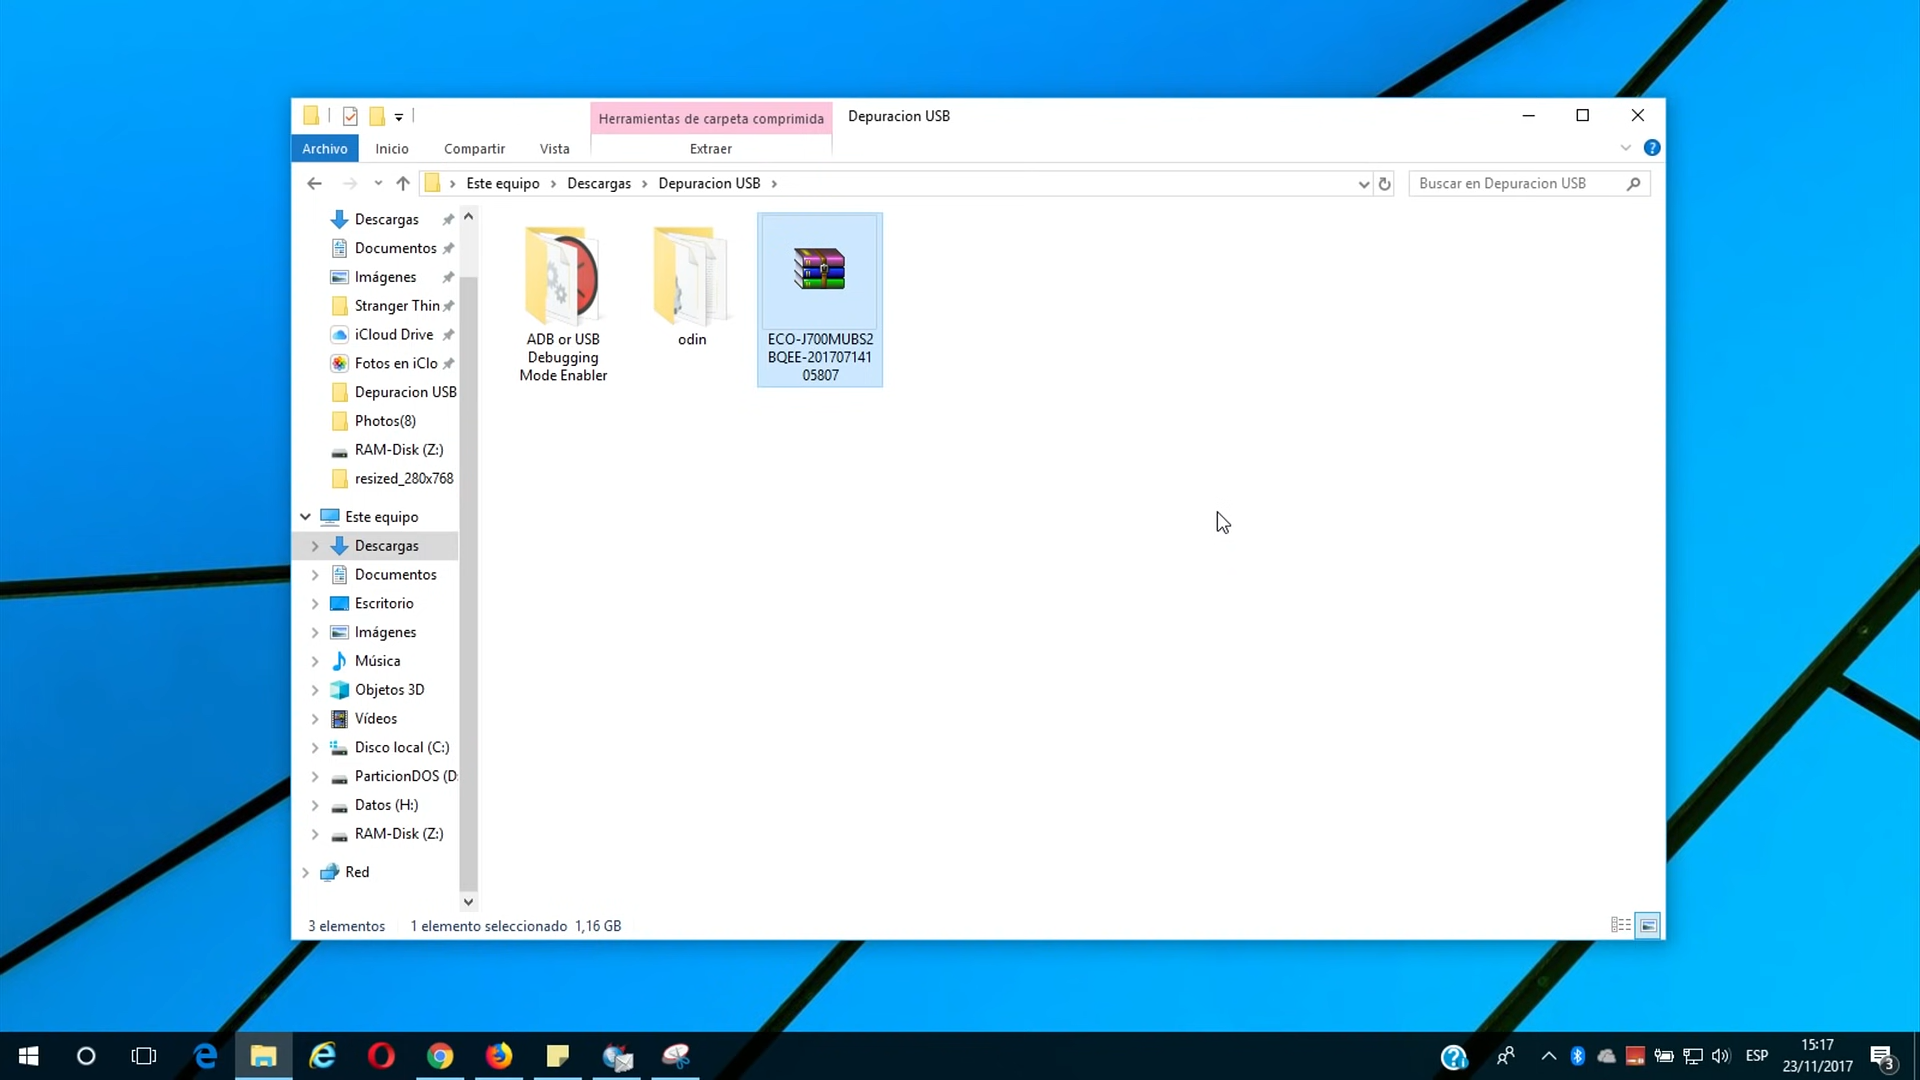 Herramientas de carpeta comprimida
Depuracion USB
Archivo
Inicio
Compartir
Vista
Extraer
Este equipo
Descargas
Depuracion USB
Buscar en Depuracion USB
Descargas
Documentos
Imágenes
Stranger Thin
iCloud Drive
Fotos en iClo
Depuracion USB
Photos(8)
RAM-Disk (Z:)
resized_280x768
Este equipo
Descargas
Documentos
Escritorio
Imágenes
Música
Objetos 3D
Vídeos
Disco local (C:)
ParticionDOS (D:
Datos (H:)
RAM-Disk (Z:)
Red
ADB or USB
Debugging
Mode Enabler
odin
ECO-J700MUBS2
BQEE-201707141
05807
3 elementos
1 elemento seleccionado 1,16 GB
ESP
15:17
23/11/2017
3